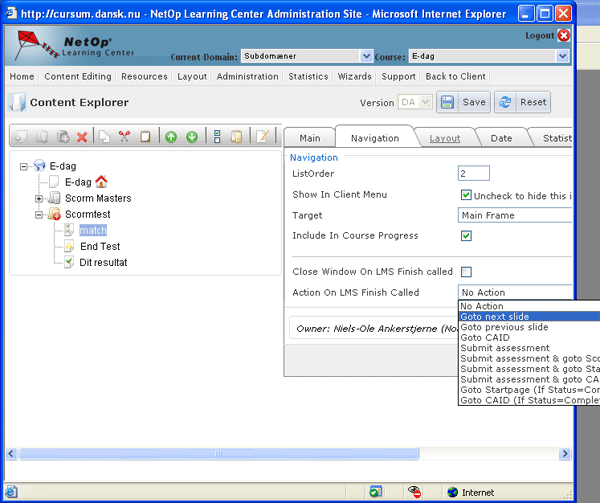 http://cursum.dansk.nu - NetOp Learning Center Administration Site - Microsoft Internet Explorer
Logout
NetOp®
Learning Center
Current Domain: Subdomæner Course: E-dag
Home Content Editing Resources Layout Administration Statistics Wizards Support Back to Client
Content Explorer Version DA Save Reset
Main Navigation Layout Date Statist
E-dag
E-dag
Scorm Masters
Scormtest
match
End Test
Dit resultat
Navigation
ListOrder 2
Show In Client Menu Uncheck to hide this i
Target Main Frame
Include In Course Progress
Close Window On LMS Finish called
Action On LMS Finish Called No Action
No Action
Goto next slide
Goto previous slide
Goto CAID
Submit assessment
Submit assessment & goto Sco
Submit assessment & goto Sta
Submit assessment & goto CA
Goto Startpage (If Status=Com
Goto CAID (If Status=Comple
Owner: Niels-Ole Ankerstjerne (No
Internet